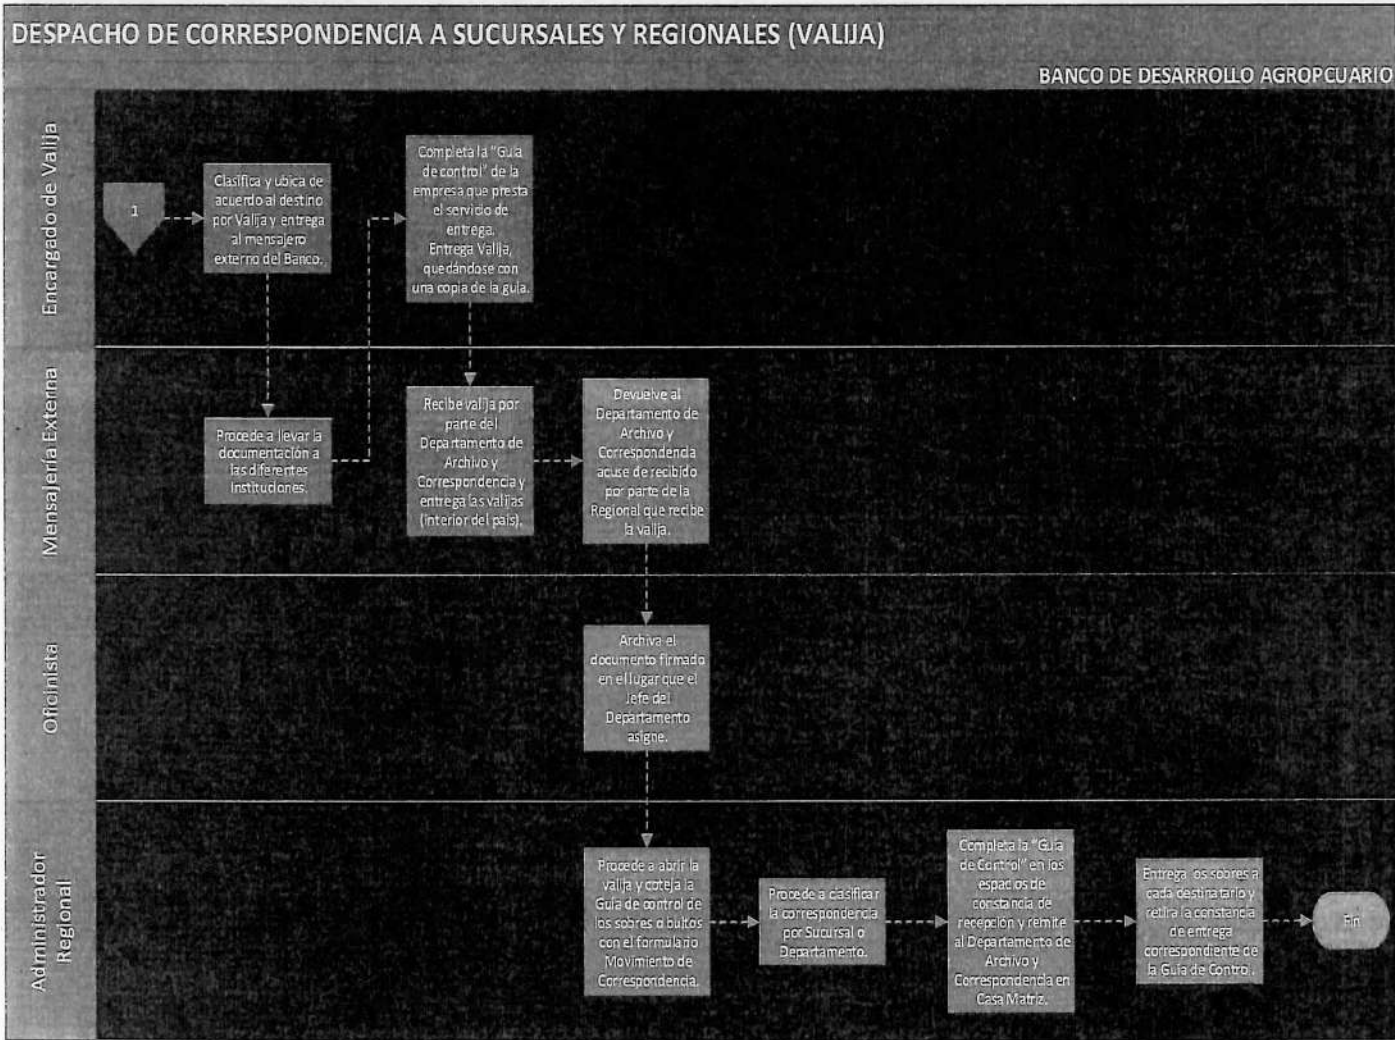 DESPACHO DE CORRESPONDENCIA A SUCURSALES Y REGIONALES (VALIJA)
BANCO DE DESARROLLO AGROPCUARIO
Encargado de Valija
1
Clasifica y ubica de
acuerdo al destino
por Valija y entrega
al mensajero
externo del Banco.
Completa la "Guía
de control" de la
empresa que presta
el servicio de
entrega.
Entrega Valija,
quedándose con
una copia de la guía.
Mensajería Externa
Procede a llevar la
documentación a
las diferentes
instituciones.
Recibe valija por
parte del
Departamento de
Archivo y
Correspondencia y
entrega las valijas
(interior del país).
Devuelve al
Departamento de
Archivo y
Correspondencia
acuse de recibido
por parte de la
Regional que recibe
la valija.
Oficinista
Archiva el
documento firmado
en el lugar que el
Jefe del
Departamento
asigne.
Administrador
Regional
Procede a abrir la
valija y coteja la
Guía de control de
los sobres o bultos
con el formulario
Movimiento de
Correspondencia.
Procede a clasificar
la correspondencia
por Sucursal o
Departamento.
Completa la "Guía
de Control" en los
espacios de
constancia de
recepción y remite
al Departamento de
Archivo y
Correspondencia en
Casa Matriz.
Entrega los sobres a
cada destinatario y
retira la constancia
de entrega
correspondiente de
la Guía de Control.
Fin